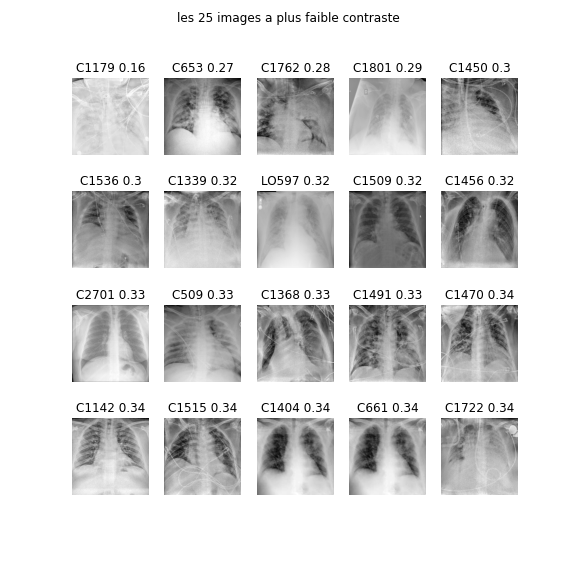 les 25 images a plus faible contraste
C1179 0.16 C653 0.27 C1762 0.28 C1801 0.29 C1450 0.3
C1536 0.3 C1339 0.32 LO597 0.32 C1509 0.32 C1456 0.32
C2701 0.33 C509 0.33 C1368 0.33 C1491 0.33 C1470 0.34
C1142 0.34 C1515 0.34 C1404 0.34 C661 0.34 C1722 0.34